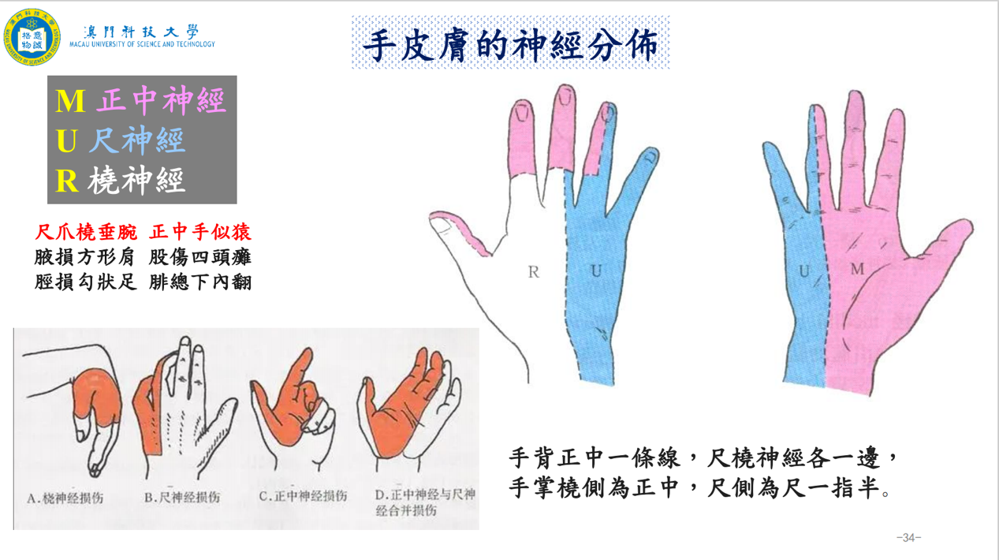 澳門科技大學
MACAU UNIVERSITY OF SCIENCE AND TECHNOLOGY
手皮膚的神經分佈
M 正中神經
U 尺神經
R 橈神經
尺爪橈垂腕 正中手似猿
腋損方形肩 股傷四頭癱
脛損勾狀足 腓總下內翻
R
U
U
M
A.桡神经损伤
B.尺神经损伤
C.正中神经损伤
D.正中神经与尺神
经合并损伤
手背正中一條線，尺橈神經各一邊，
手掌橈側為正中，尺側為尺一指半。
-34-